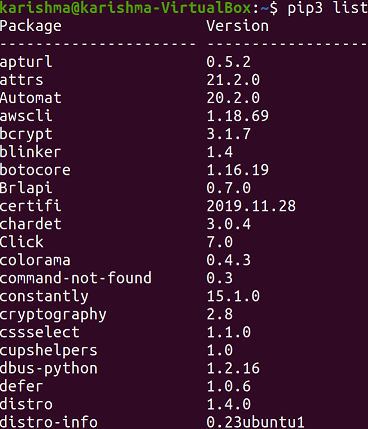 karishma@karishma-VirtualBox:~$ pip3 list
Package Version
---------------------- --------------------
apturl 0.5.2
attrs 21.2.0
Automat 20.2.0
awscli 1.18.69
bcrypt 3.1.7
blinker 1.4
botocore 1.16.19
Brlapi 0.7.0
certifi 2019.11.28
chardet 3.0.4
Click 7.0
colorama 0.4.3
command-not-found 0.3
constantly 15.1.0
cryptography 2.8
cssselect 1.1.0
cupshelpers 1.0
dbus-python 1.2.16
defer 1.0.6
distro 1.4.0
distro-info 0.23ubuntu1